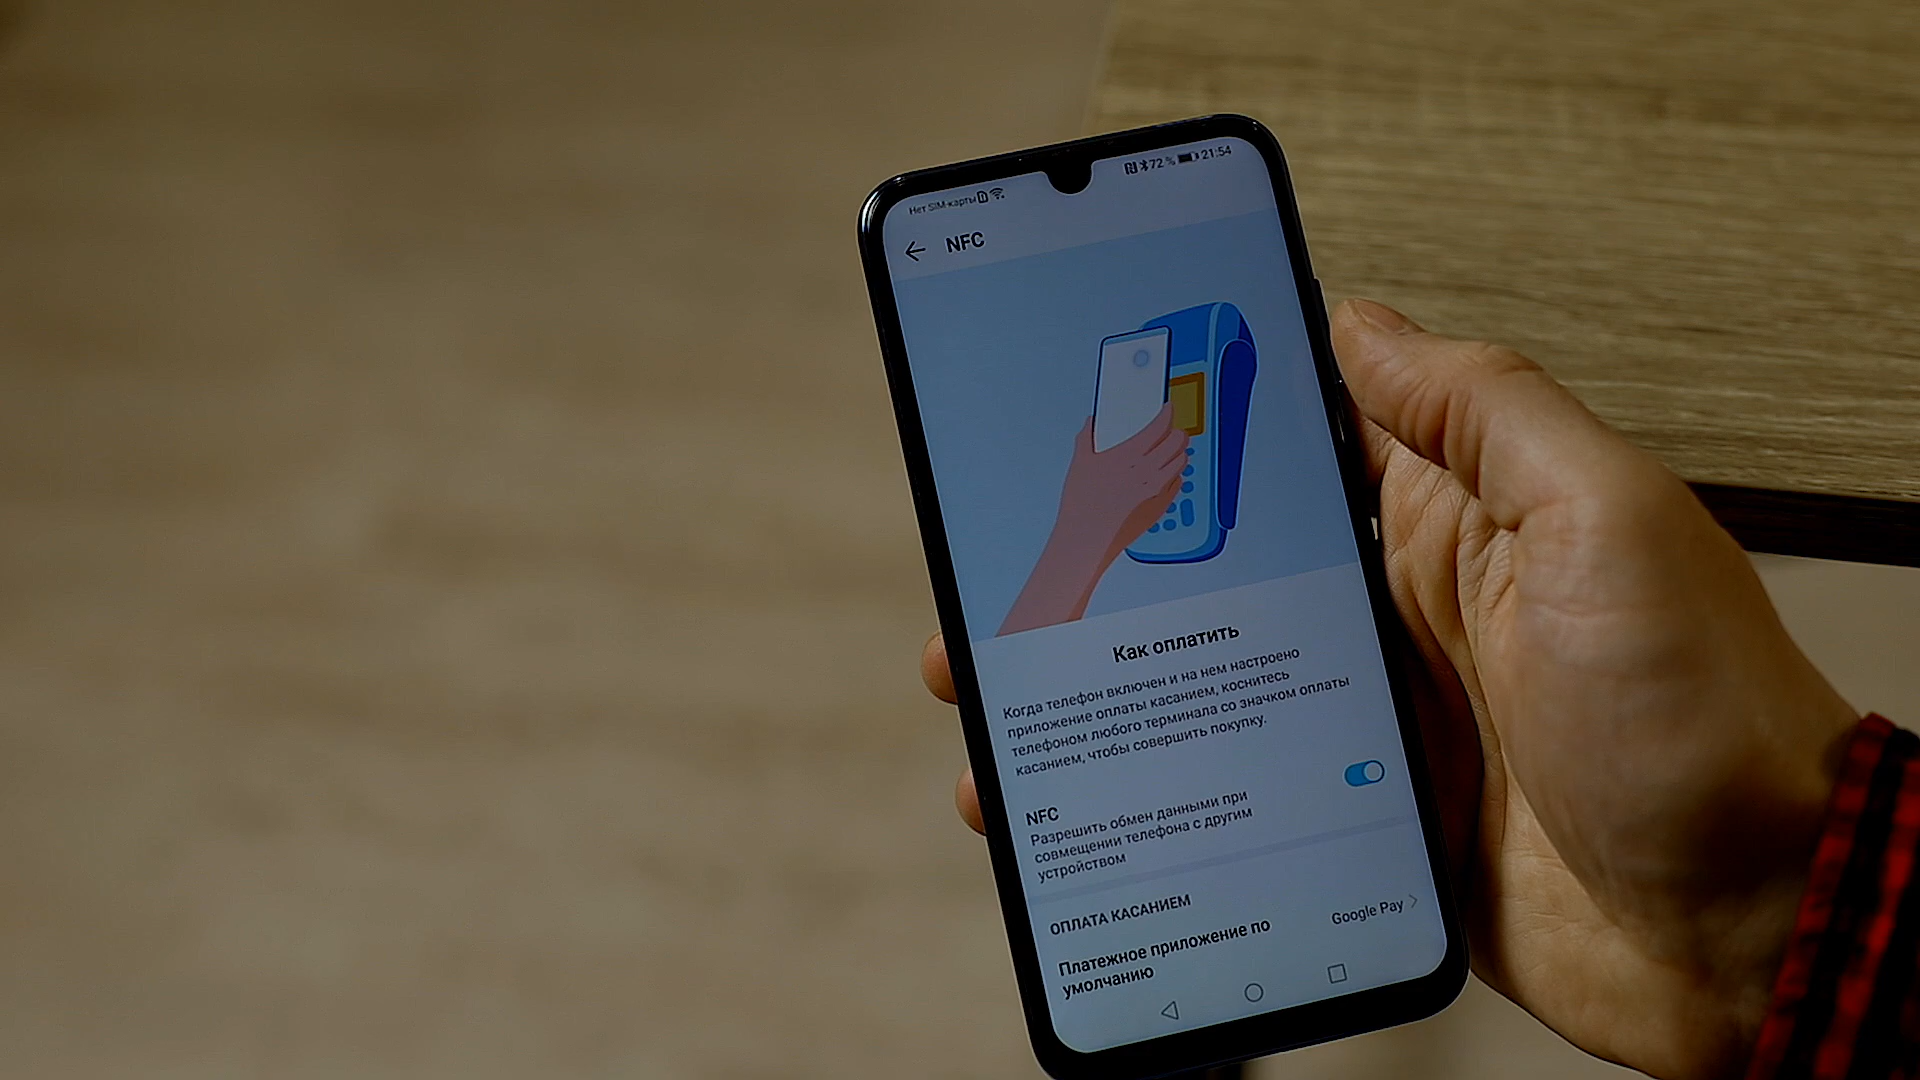 Нет SIM-карты
72 % 21:54
NFC
Как оплатить
Когда телефон включен и на нем настроено
приложение оплаты касанием, коснитесь
телефоном любого терминала со значком оплаты
касанием, чтобы совершить покупку.
NFC
Разрешить обмен данными при
совмещении телефона с другим
устройством
ОПЛАТА КАСАНИЕМ
Платежное приложение по
умолчанию
Google Pay